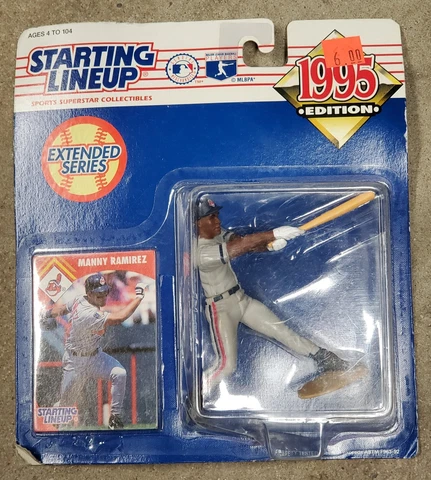 AGES 4 TO 104
STARTING
LINEUP
SPORTS SUPERSTAR COLLECTIBLES
© MLBPA
6.00
1995
EDITION
EXTENDED
SERIES
MANNY RAMIREZ
STARTING
LINEUP